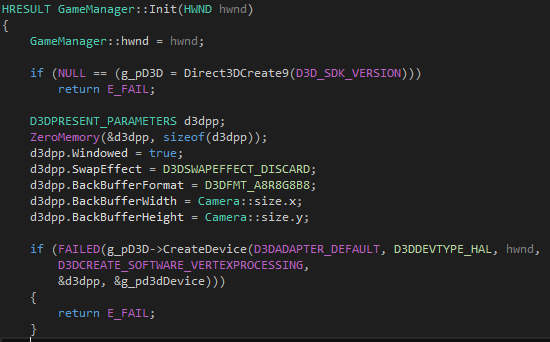 HRESULT GameManager::Init(HWND hwnd)
{
    GameManager::hwnd = hwnd;
    if (NULL == (g_pD3D = Direct3DCreate9(D3D_SDK_VERSION)))
        return E_FAIL;
    D3DPRESENT_PARAMETERS d3dpp;
    ZeroMemory(&d3dpp, sizeof(d3dpp));
    d3dpp.Windowed = true;
    d3dpp.SwapEffect = D3DSWAPEFFECT_DISCARD;
    d3dpp.BackBufferFormat = D3DFMT_A8R8G8B8;
    d3dpp.BackBufferWidth = Camera::size.x;
    d3dpp.BackBufferHeight = Camera::size.y;
    if (FAILED(g_pD3D->CreateDevice(D3DADAPTER_DEFAULT, D3DDEVTYPE_HAL, hwnd,
        D3DCREATE_SOFTWARE_VERTEXPROCESSING,
        &d3dpp, &g_pd3dDevice)))
    {
        return E_FAIL;
    }